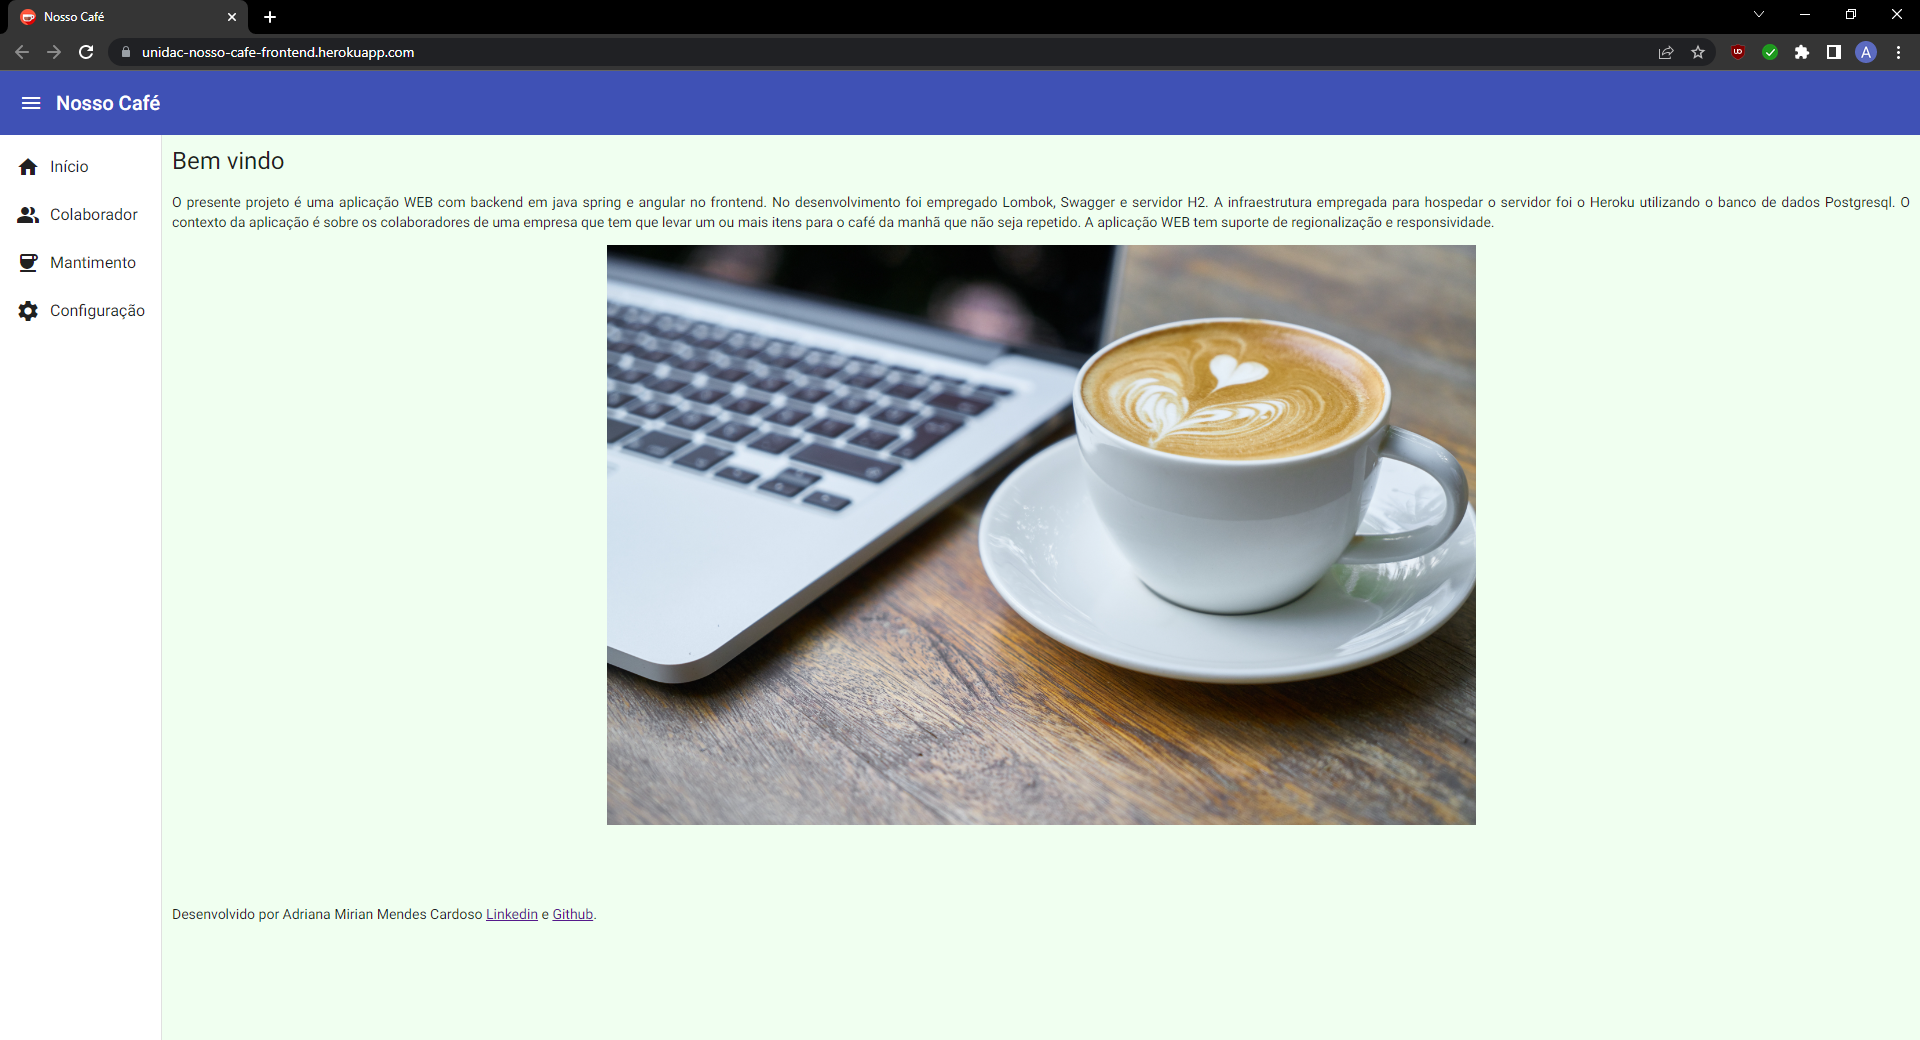 Nosso Café
unidac-nosso-cafe-frontend.herokuapp.com
A
Nosso Café
Início
Colaborador
Mantimento
Configuração
Bem vindo
O presente projeto é uma aplicação WEB com backend em java spring e angular no frontend. No desenvolvimento foi empregado Lombok, Swagger e servidor H2. A infraestrutura empregada para hospedar o servidor foi o Heroku utilizando o banco de dados Postgresql. O
contexto da aplicação é sobre os colaboradores de uma empresa que tem que levar um ou mais itens para o café da manhã que não seja repetido. A aplicação WEB tem suporte de regionalização e responsividade.
Desenvolvido por Adriana Mirian Mendes Cardoso Linkedin e Github.